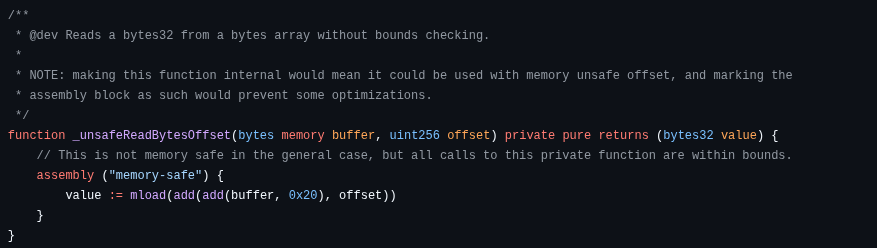 /**
 * @dev Reads a bytes32 from a bytes array without bounds checking.
 *
 * NOTE: making this function internal would mean it could be used with memory unsafe offset, and marking the
 * assembly block as such would prevent some optimizations.
 */
function _unsafeReadBytesOffset(bytes memory buffer, uint256 offset) private pure returns (bytes32 value) {
    // This is not memory safe in the general case, but all calls to this private function are within bounds.
    assembly ("memory-safe") {
        value := mload(add(add(buffer, 0x20), offset))
    }
}